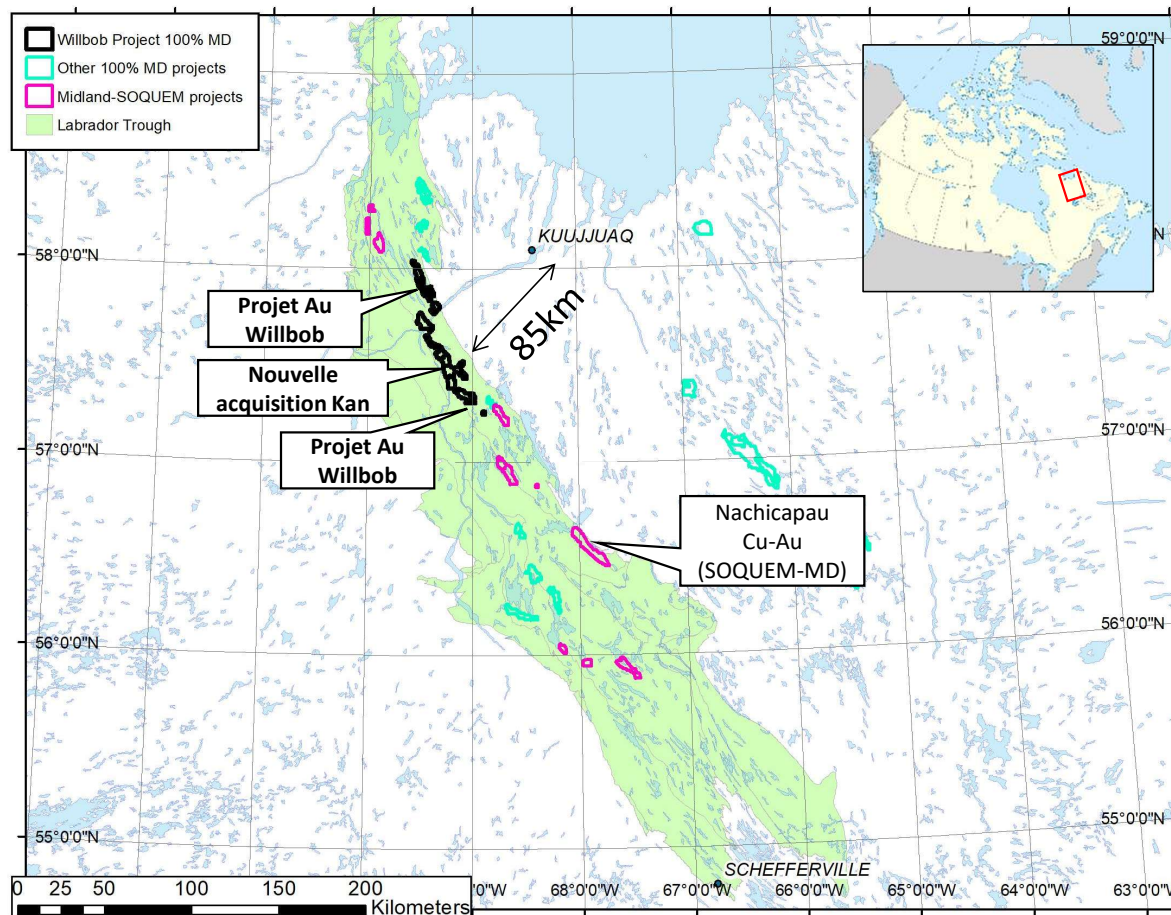 Willbob Project 100% MD
Other 100% MD projects
Midland-SOQUEM projects
Labrador Trough
59°0'0"N
KUUJJUAQ
58°0'0"N
N
Projet Au
Willbob
85km
Nouvelle
acquisition Kan
Projet Au
Willbob
57°0'0"N
57°0'0"N
Nachicapau
Cu-Au
(SOQUEM-MD)
56°0'0"N
56°0'0"N
55°0'0"N
55°0'0"N
SCHEFFERVILLE
0 25 50 100 150 200
Kilometers
°0'0"W 68°0'0"W 67°0'0"W 66°0'0"W 65°0'0"W 64°0'0"W 63°0'0"W